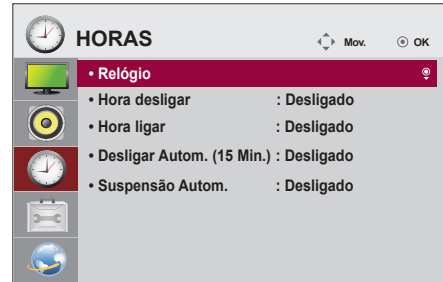 HORAS Mov. OK
• Relógio
• Hora desligar : Desligado
• Hora ligar : Desligado
• Desligar Autom. (15 Min.) : Desligado
• Suspensão Autom. : Desligado